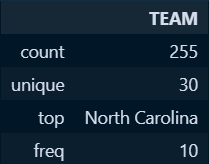 TEAM
count 255
unique 30
top North Carolina
freq 10